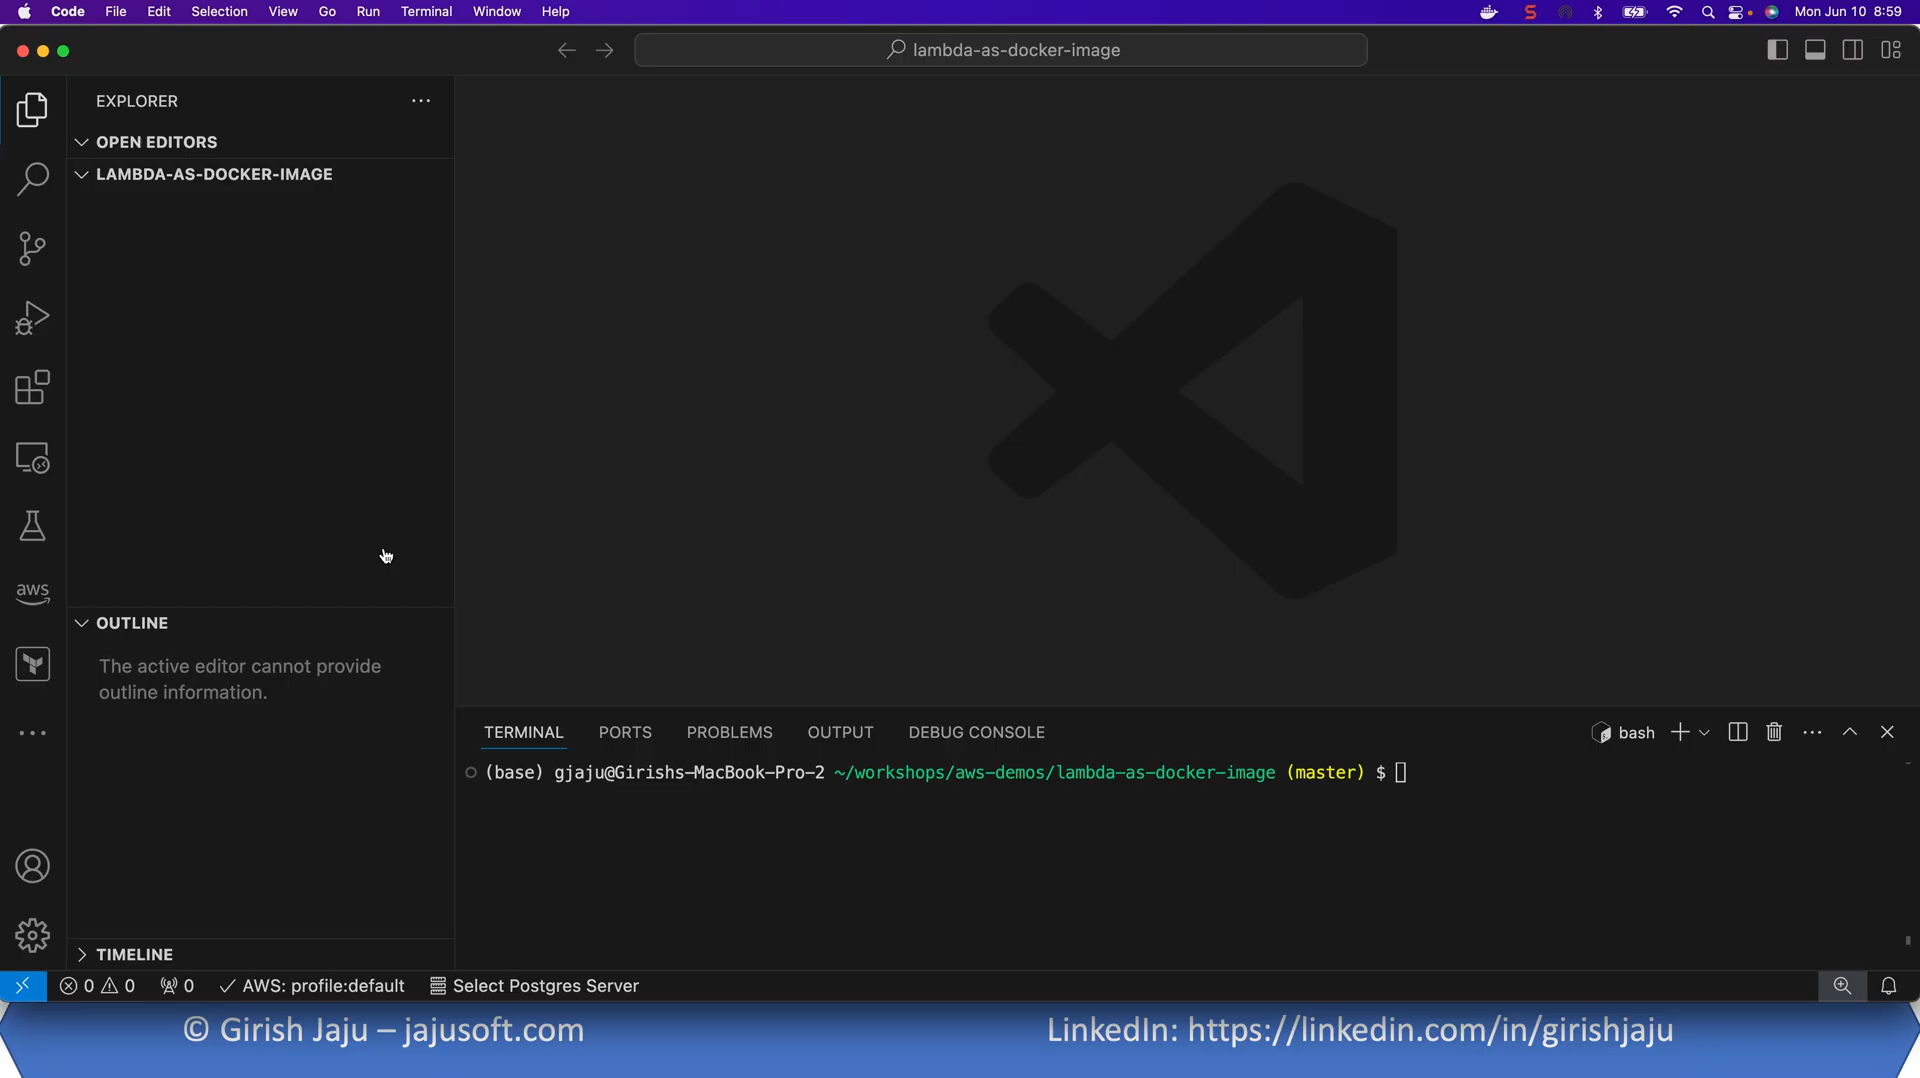 Code File Edit Selection View Go Run Terminal Window Help Mon Jun 10 8:59
lambda-as-docker-image
EXPLORER
OPEN EDITORS
LAMBDA-AS-DOCKER-IMAGE
aws
OUTLINE
The active editor cannot provide
outline information.
TERMINAL PORTS PROBLEMS OUTPUT DEBUG CONSOLE bash
(base) gjaju@Girishs-MacBook-Pro-2 ~/workshops/aws-demos/lambda-as-docker-image (master) $
TIMELINE
0 0 0 AWS: profile:default Select Postgres Server
© Girish Jaju – jajusoft.com LinkedIn: https://linkedin.com/in/girishjaju